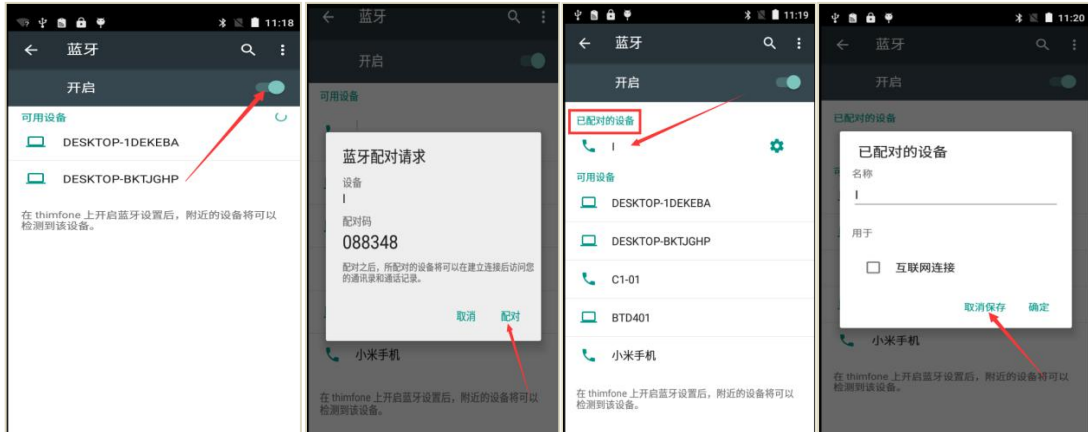 11:18
蓝牙
开启
可用设备
DESKTOP-1DEKEBA
DESKTOP-BKTJGHP
在 thimfone 上开启蓝牙设置后，附近的设备将可以
检测到该设备。
蓝牙
开启
可用设备
蓝牙配对请求
设备
l
配对码
088348
配对之后，所配对的设备将可以在建立连接后访问您
的通讯录和通话记录。
取消 配对
小米手机
在 thimfone 上开启蓝牙设置后，附近的设备将可以
检测到该设备。
11:19
蓝牙
开启
已配对的设备
l
可用设备
DESKTOP-1DEKEBA
DESKTOP-BKTJGHP
C1-01
BTD401
小米手机
在 thimfone 上开启蓝牙设置后，附近的设备将可以
检测到该设备。
11:20
蓝牙
开启
已配对的设备
已配对的设备
名称
l
用于
互联网连接
取消保存 确定
小米手机
在 thimfone 上开启蓝牙设置后，附近的设备将可以
检测到该设备。